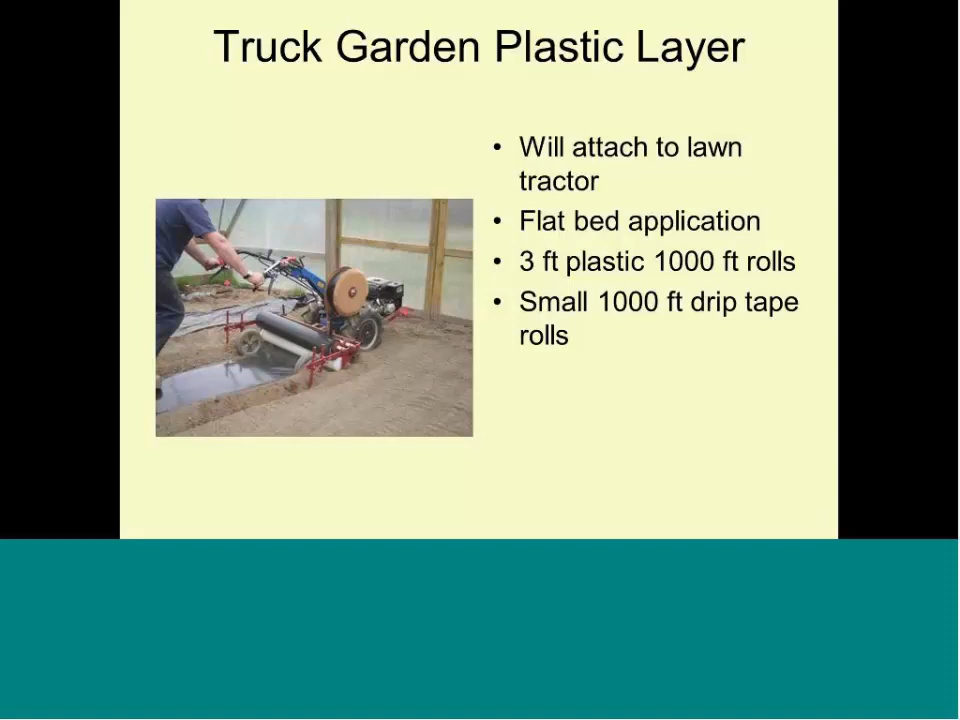 Truck Garden Plastic Layer
• Will attach to lawn
tractor
• Flat bed application
• 3 ft plastic 1000 ft rolls
• Small 1000 ft drip tape
rolls